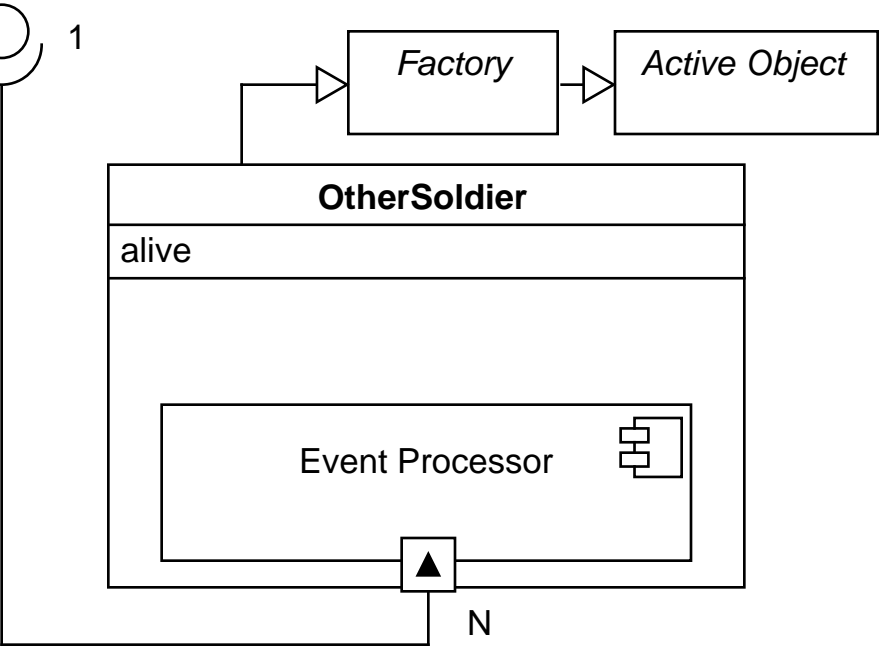 1
Factory
Active Object
OtherSoldier
alive
Event Processor
N